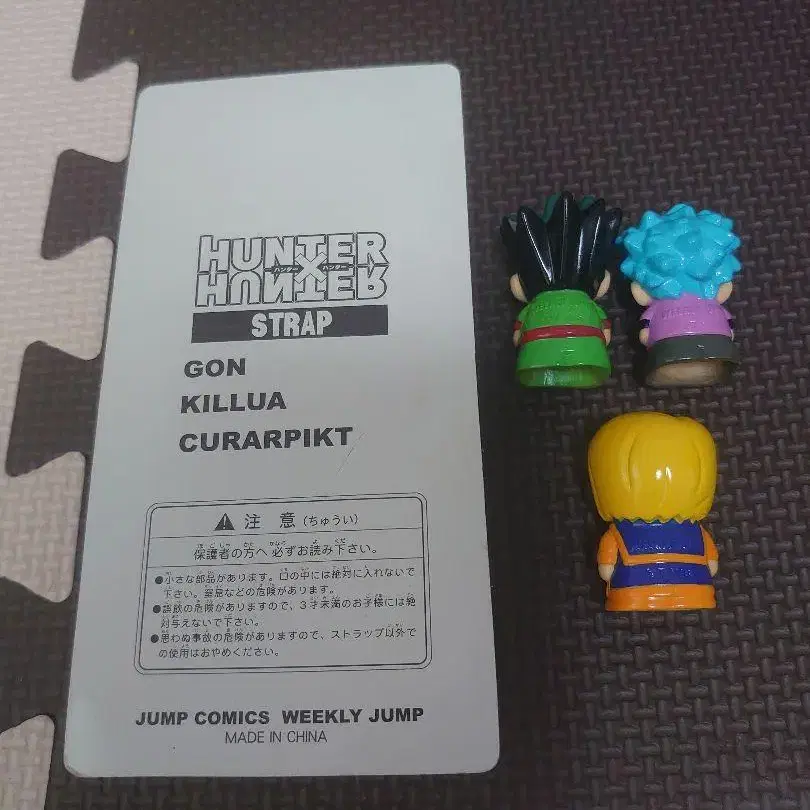 HUNTER
ハンター×ハンター
HUNTER
STRAP
GON
KILLUA
CURARPIKT
注 意(ちゅうい)
保護者の方へ必ずお読み下さい。
●小さな部品があります。口の中には絶対に入れないで
下さい。窒息などの危険があります。
●誤飲の危険がありますので、3才未満のお子様には絶
対与えないで下さい。
●思わぬ事故の危険がありますので、ストラップ以外で
の使用はおやめください。
JUMP COMICS WEEKLY JUMP
MADE IN CHINA